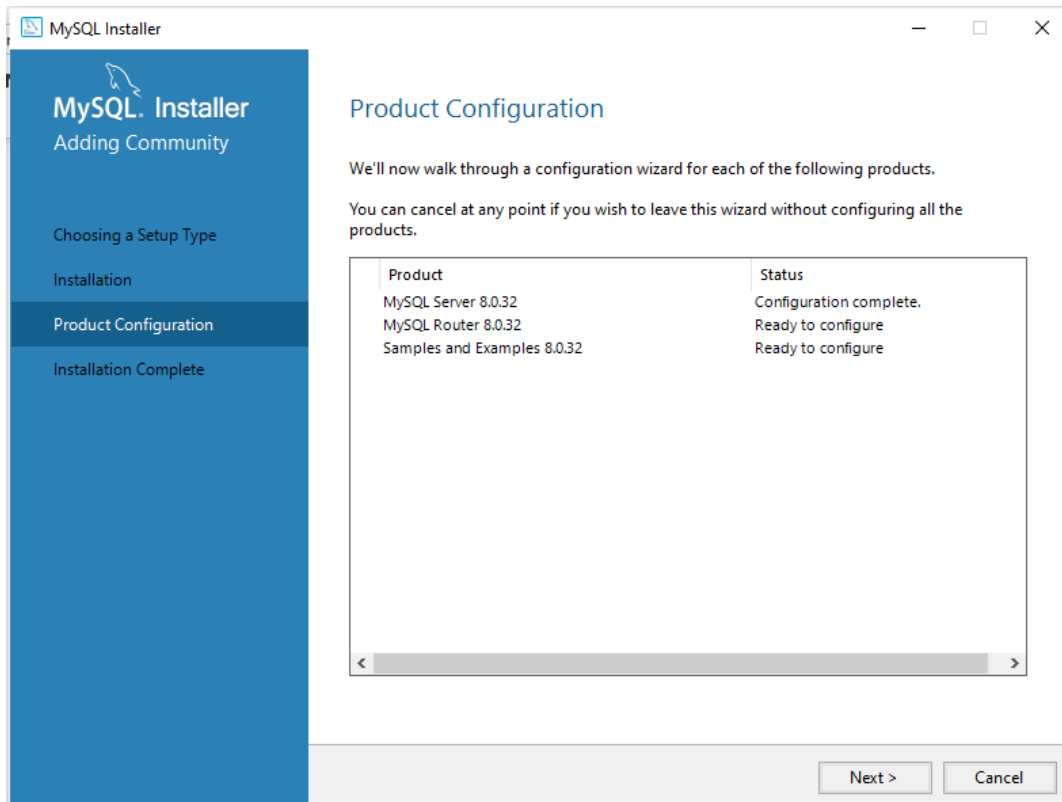 MySQL Installer
MySQL. Installer
Adding Community
Choosing a Setup Type
Installation
Product Configuration
Installation Complete
Product Configuration
We'll now walk through a configuration wizard for each of the following products.
You can cancel at any point if you wish to leave this wizard without configuring all the
products.
Product Status
MySQL Server 8.0.32 Configuration complete.
MySQL Router 8.0.32 Ready to configure
Samples and Examples 8.0.32 Ready to configure
Next > Cancel